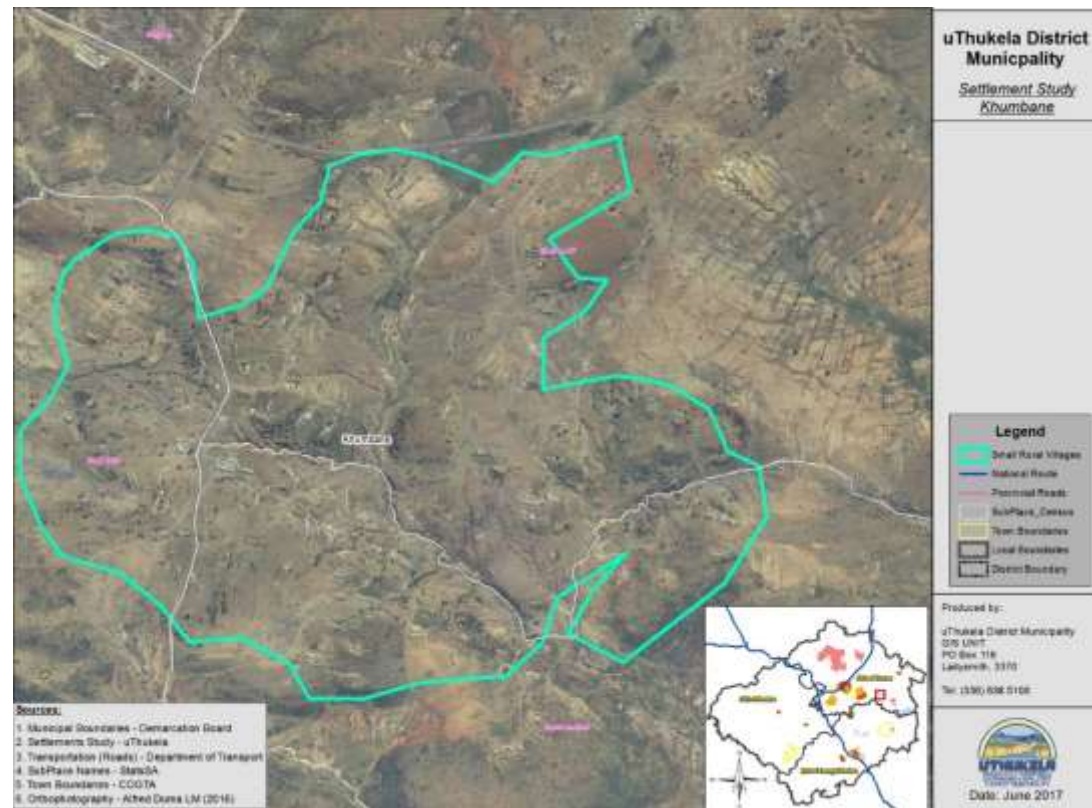 uThukela District
Municpality
Settlement Study
Khumbane
Legend
Small Rural Villages
National Route
Provincial Roads
SubPlace_Census
Town Boundaries
Local Boundaries
District Boundary
Produced by:
uThukela District Municipality
GIS UNIT
PO Box 116
Ladysmith, 3370
UTHUKELA
Date: June 2017
Khumbane
Sources:
1. Municipal Boundaries - Demarcation Board
2. Settlements Study - uThukela
3. Transportation (Roads) - Department of Transport
4. SubPlace Names - StatsSA
5. Town Boundaries - COGTA
6. Orthophotography - Alfred Duma LM (2016)